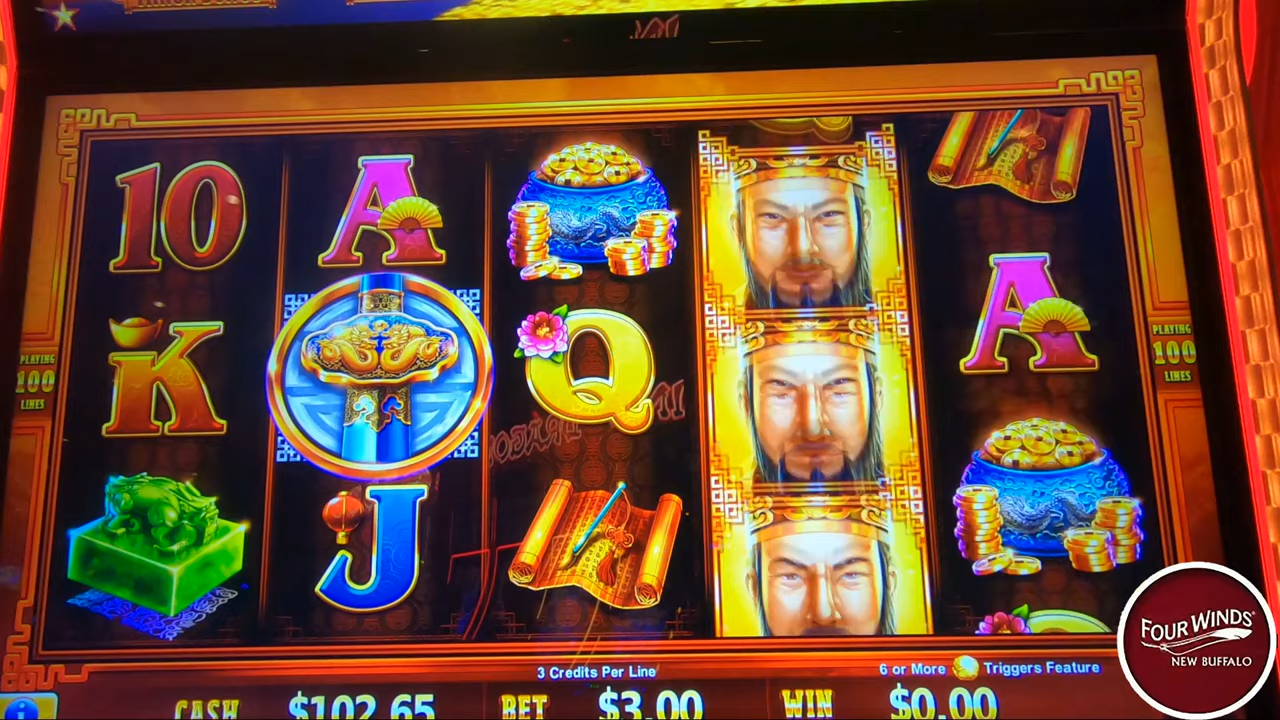 10
A
K
A
Q
J
PLAYING
100
LINES
PLAYING
100
LINES
3 Credits Per Line
6 or More Triggers Feature
CASH $102.65 BET $3.00 WIN $0.00
FOUR WINDS®
NEW BUFFALO